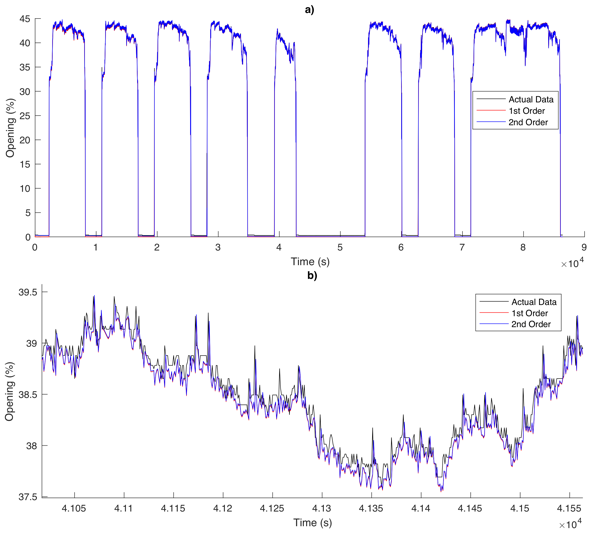 a)
45
40
35
30
25
20
15
10
5
0
Opening (%)
Actual Data
1st Order
2nd Order
0 1 2 3 4 5 6 7 8 9
Time (s)
×10⁴
b)
39.5
39
38.5
38
37.5
Opening (%)
Actual Data
1st Order
2nd Order
4.105 4.11 4.115 4.12 4.125 4.13 4.135 4.14 4.145 4.15 4.155
Time (s)
×10⁴